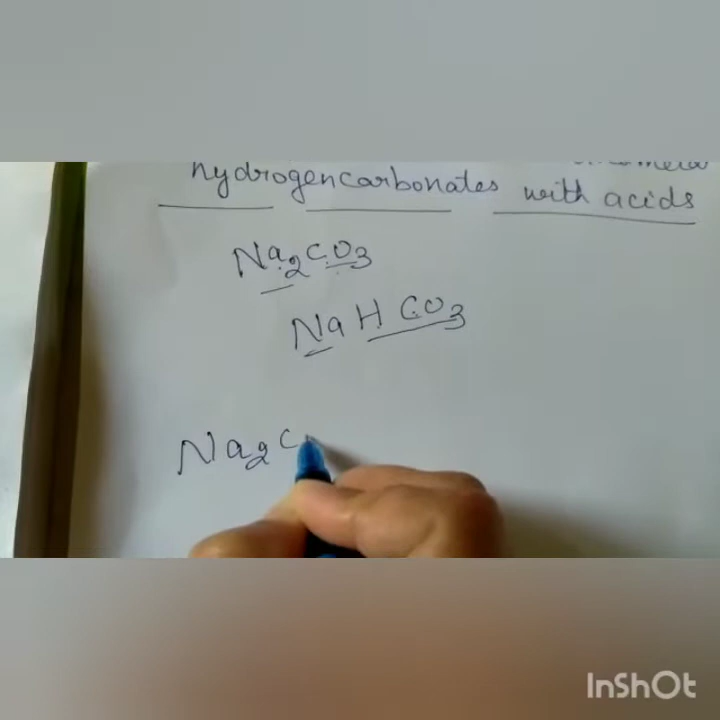 hydrogencarbonates with acids
Na2CO3
NaHCO3
Na2C
InShOt